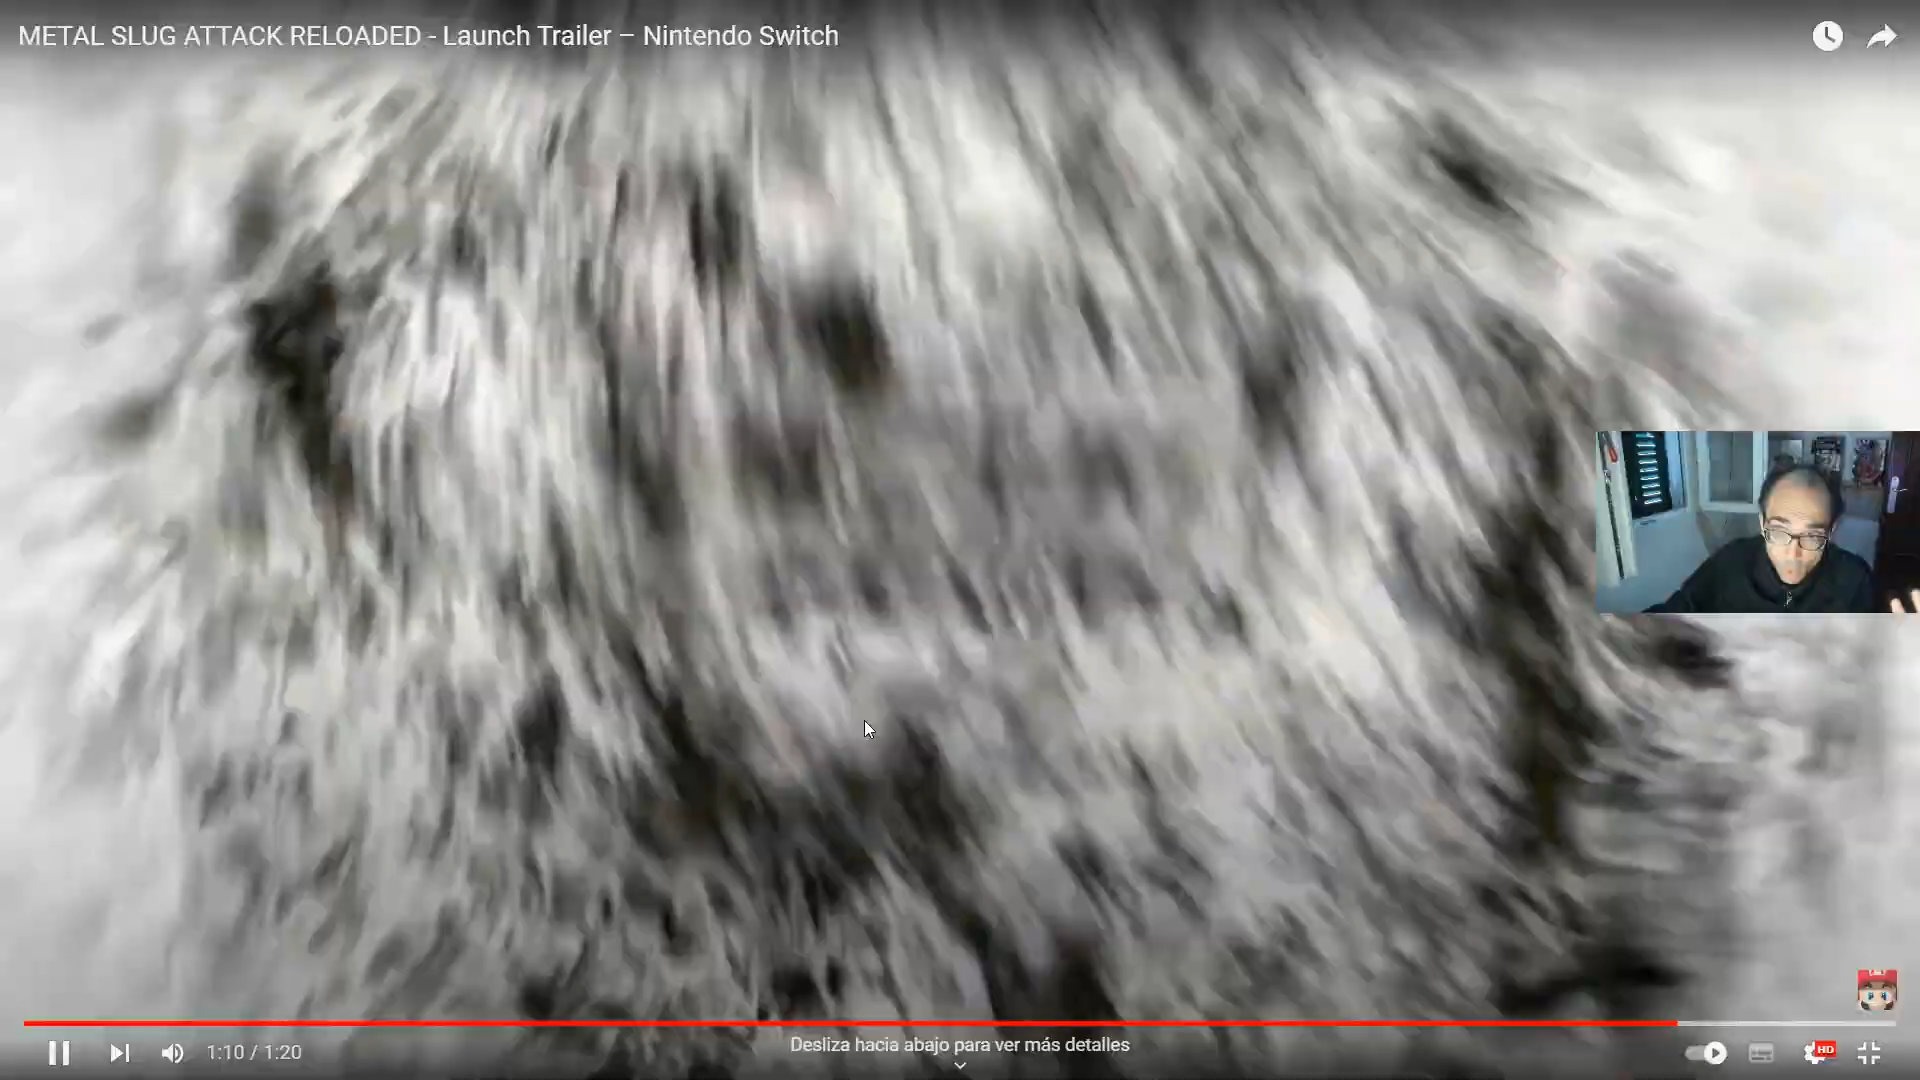 METAL SLUG ATTACK RELOADED - Launch Trailer – Nintendo Switch
1:10 / 1:20
Desliza hacia abajo para ver más detalles
HD